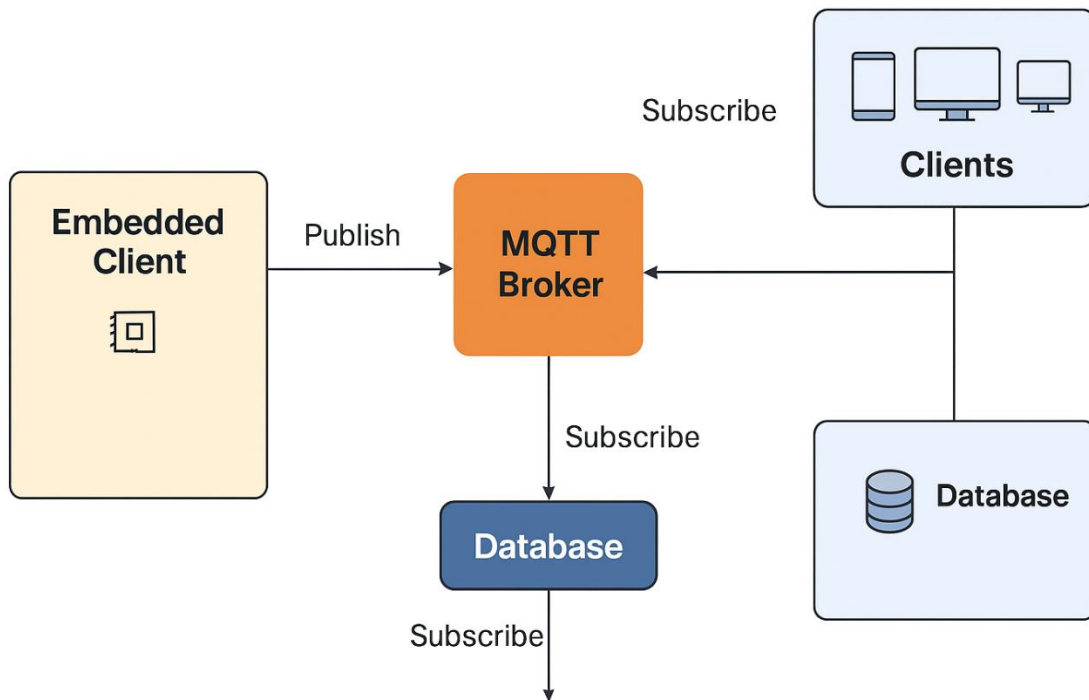 Subscribe
Clients
Embedded
Client
Publish
MQTT
Broker
Subscribe
Database
Database
Subscribe